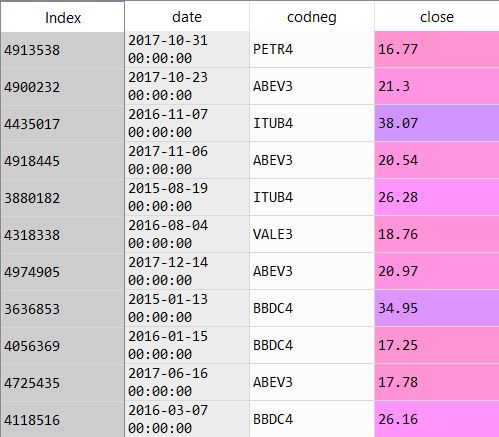 Index date codneg close
4913538 2017-10-31 00:00:00 PETR4 16.77
4900232 2017-10-23 00:00:00 ABEV3 21.3
4435017 2016-11-07 00:00:00 ITUB4 38.07
4918445 2017-11-06 00:00:00 ABEV3 20.54
3880182 2015-08-19 00:00:00 ITUB4 26.28
4318338 2016-08-04 00:00:00 VALE3 18.76
4974905 2017-12-14 00:00:00 ABEV3 20.97
3636853 2015-01-13 00:00:00 BBDC4 34.95
4056369 2016-01-15 00:00:00 BBDC4 17.25
4725435 2017-06-16 00:00:00 ABEV3 17.78
4118516 2016-03-07 00:00:00 BBDC4 26.16